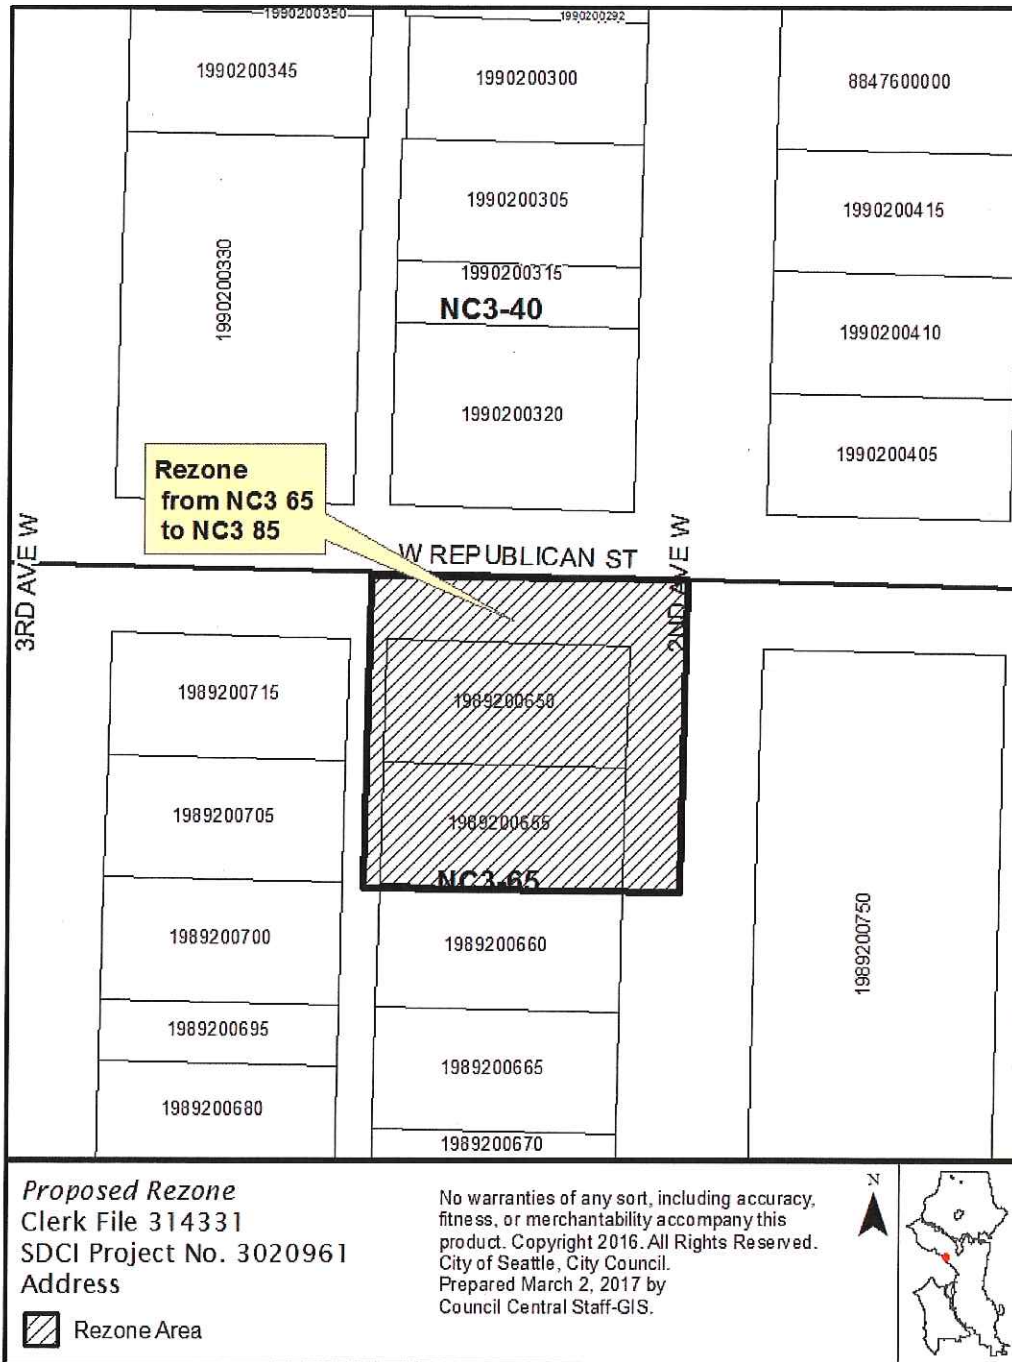 1990200350
1990200292
1990200345
1990200300
8847600000
1990200305
1990200415
1990200330
1990200315
NC3-40
1990200410
1990200320
1990200405
Rezone
from NC3 65
to NC3 85
3RD AVE W
W REPUBLICAN ST
2ND AVE W
1989200715
1989200650
1989200705
1989200655
NC3-65
1989200700
1989200660
1989200750
1989200695
1989200665
1989200680
1989200670
Proposed Rezone
Clerk File 314331
SDCI Project No. 3020961
Address
Rezone Area
No warranties of any sort, including accuracy,
fitness, or merchantability accompany this
product. Copyright 2016. All Rights Reserved.
City of Seattle, City Council.
Prepared March 2, 2017 by
Council Central Staff-GIS.
N